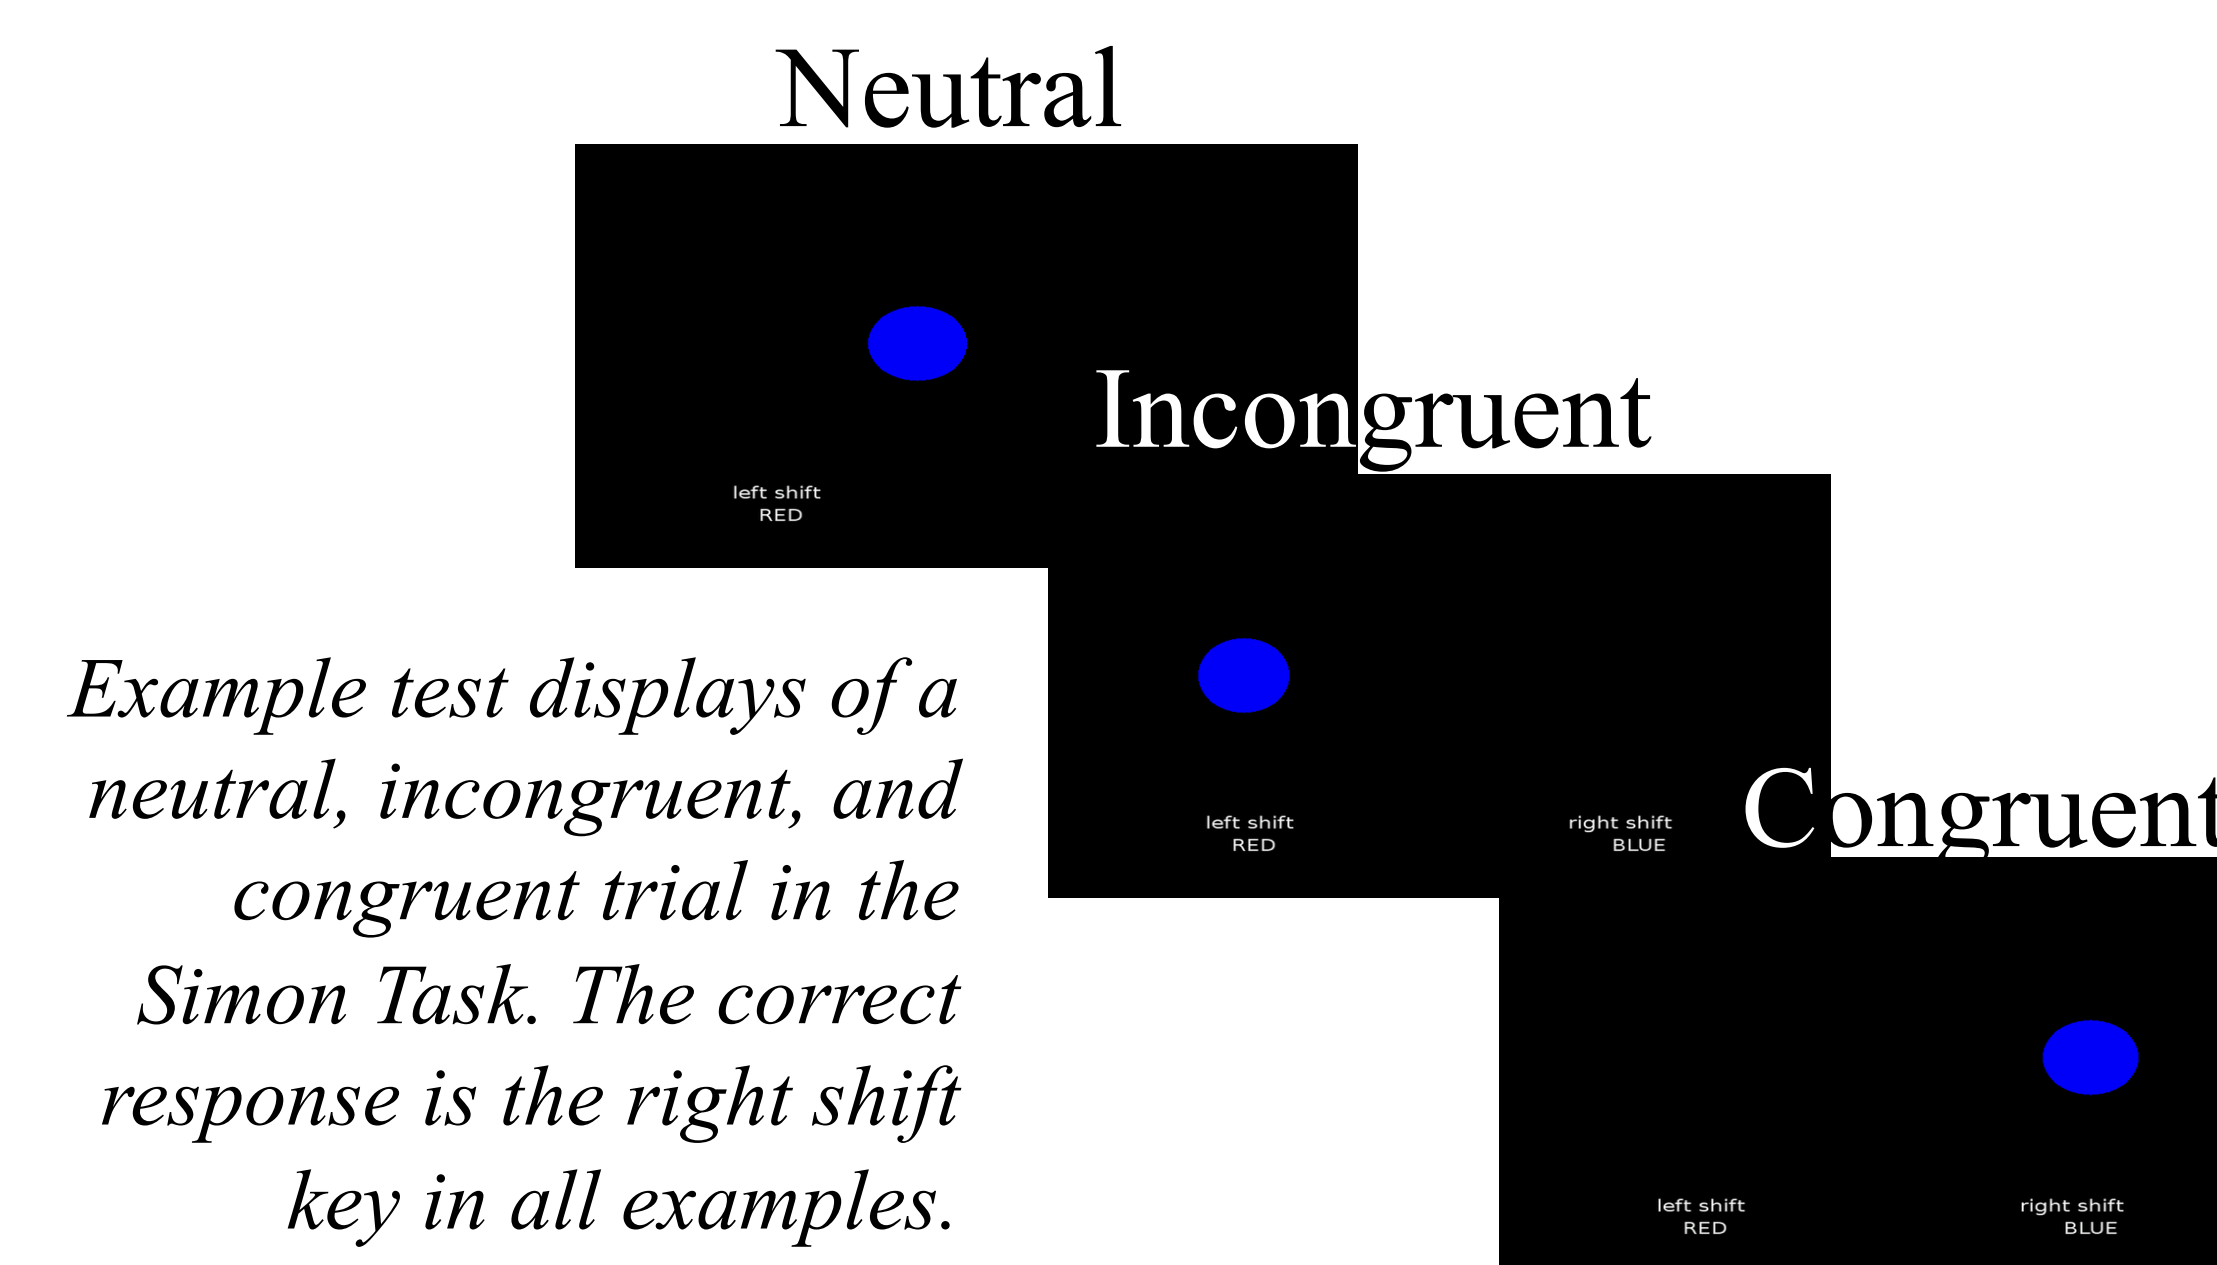 Neutral
left shift
RED
Incongruent
left shift
RED
right shift
BLUE
Congruent
left shift
RED
right shift
BLUE
Example test displays of a
neutral, incongruent, and
congruent trial in the
Simon Task. The correct
response is the right shift
key in all examples.